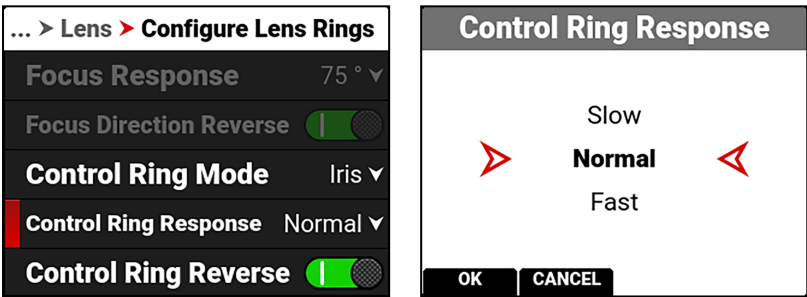 ... > Lens > Configure Lens Rings
Focus Response 75 °
Focus Direction Reverse
Control Ring Mode Iris
Control Ring Response Normal
Control Ring Reverse
Control Ring Response
Slow
Normal
Fast
OK CANCEL